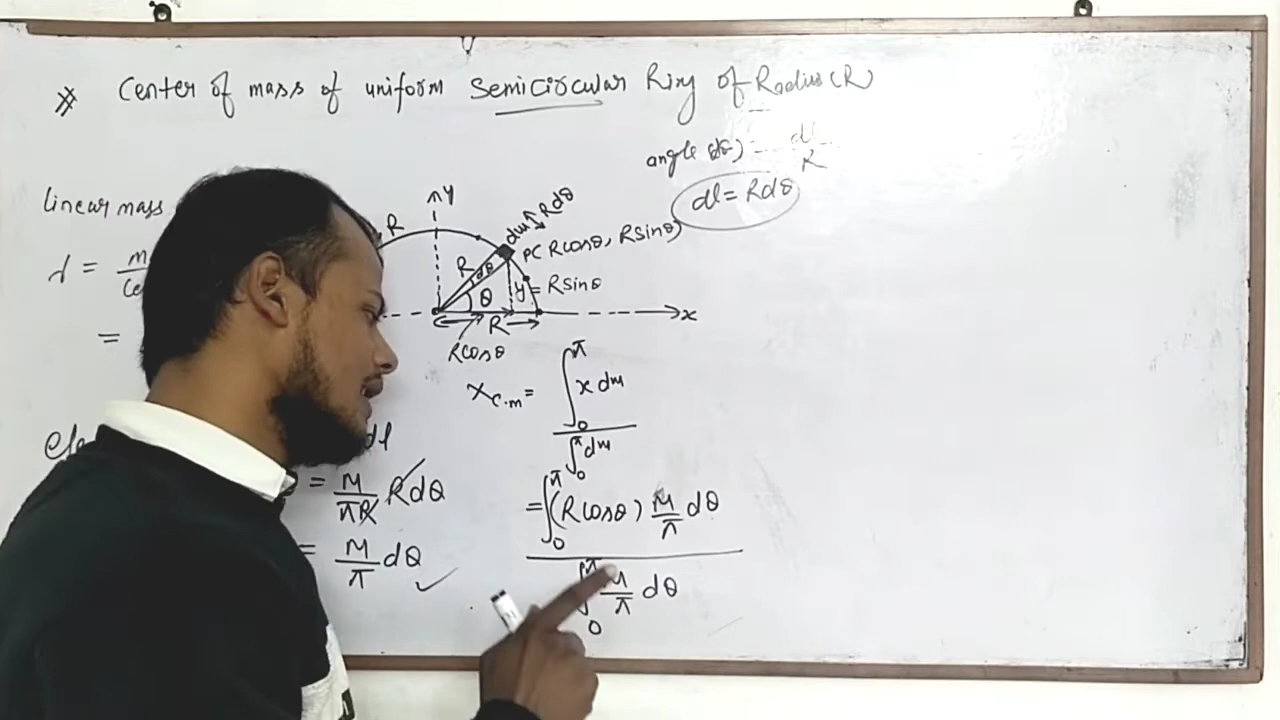 ※ Center of mass of uniform Semicircular Ring of Radius (R)
angle (dθ) = dl/R
dl = Rdθ
linear mass
λ = M
=
y
R
dm Rdθ
P(Rcosθ, Rsinθ)
R dθ
θ
y = Rsinθ
R
x
Rcosθ
X_C.M = ∫₀^π x dm / ∫₀^π dm
dl
= M/πR Rdθ
= M/π dθ ✓
= ∫₀^π (Rcosθ) M/π dθ / ∫₀^π M/π dθ